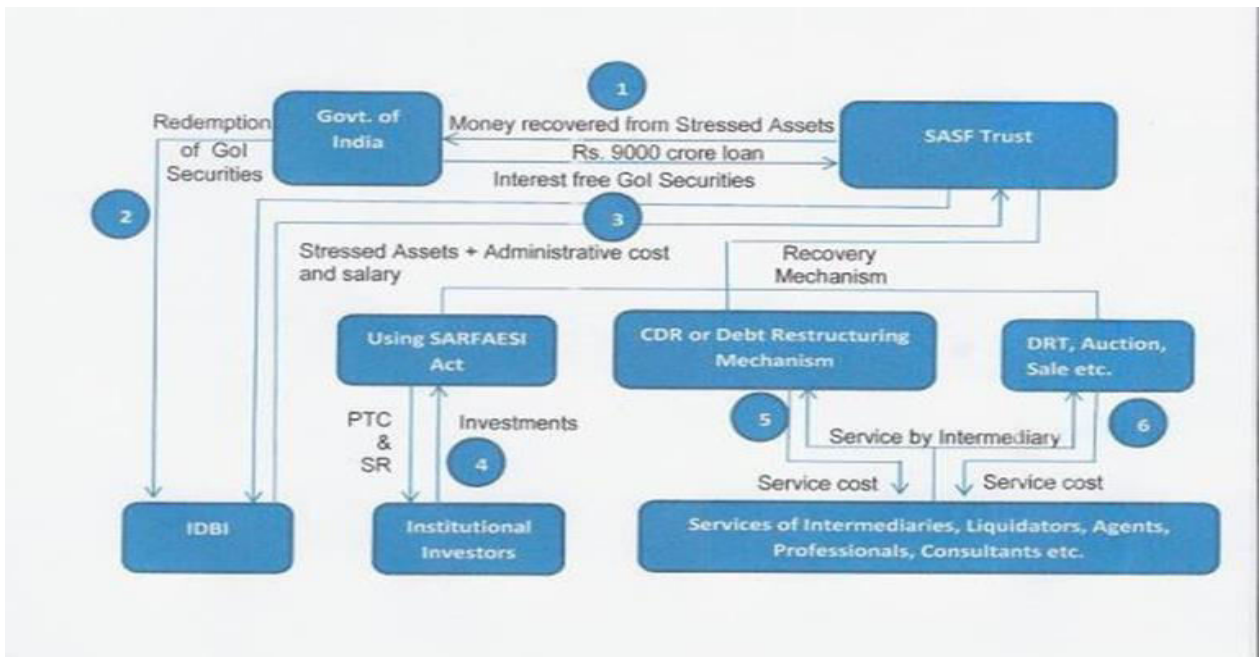 1
Govt. of
India
Redemption
of GoI
Securities
Money recovered from Stressed Assets
Rs. 9000 crore loan
Interest free GoI Securities
SASF Trust
2
3
Stressed Assets + Administrative cost
and salary
Recovery
Mechanism
Using SARFAESI
Act
CDR or Debt Restructuring
Mechanism
DRT, Auction,
Sale etc.
PTC
&
SR
Investments
4
5
Service by Intermediary
6
Service cost
Service cost
IDBI
Institutional
Investors
Services of Intermediaries, Liquidators, Agents,
Professionals, Consultants etc.